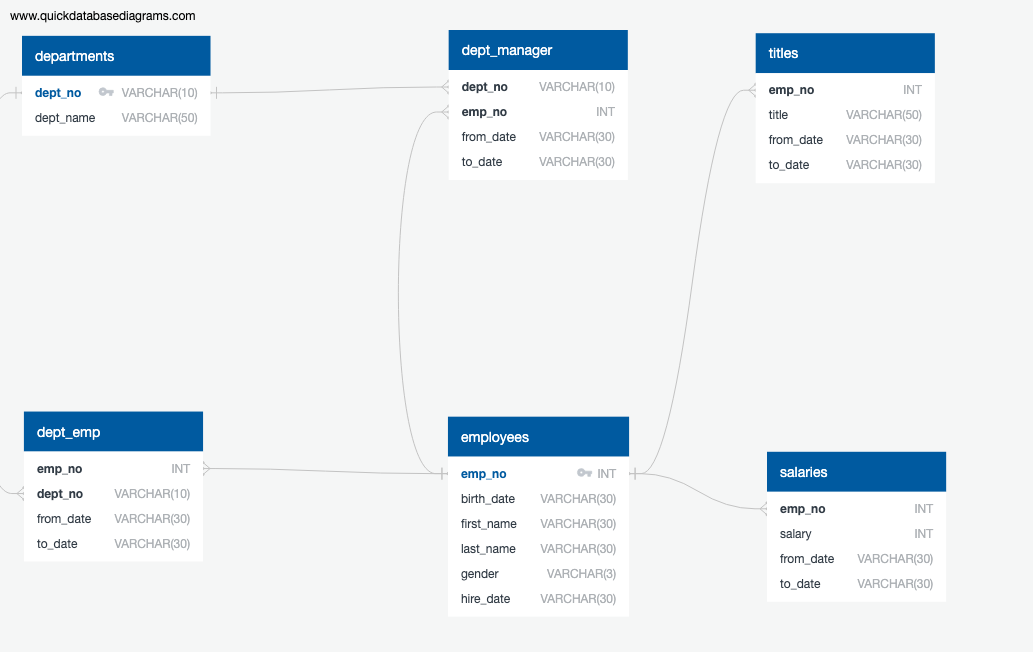 www.quickdatabasediagrams.com
departments
dept_no VARCHAR(10)
dept_name VARCHAR(50)
dept_manager
dept_no VARCHAR(10)
emp_no INT
from_date VARCHAR(30)
to_date VARCHAR(30)
titles
emp_no INT
title VARCHAR(50)
from_date VARCHAR(30)
to_date VARCHAR(30)
dept_emp
emp_no INT
dept_no VARCHAR(10)
from_date VARCHAR(30)
to_date VARCHAR(30)
employees
emp_no INT
birth_date VARCHAR(30)
first_name VARCHAR(30)
last_name VARCHAR(30)
gender VARCHAR(3)
hire_date VARCHAR(30)
salaries
emp_no INT
salary INT
from_date VARCHAR(30)
to_date VARCHAR(30)